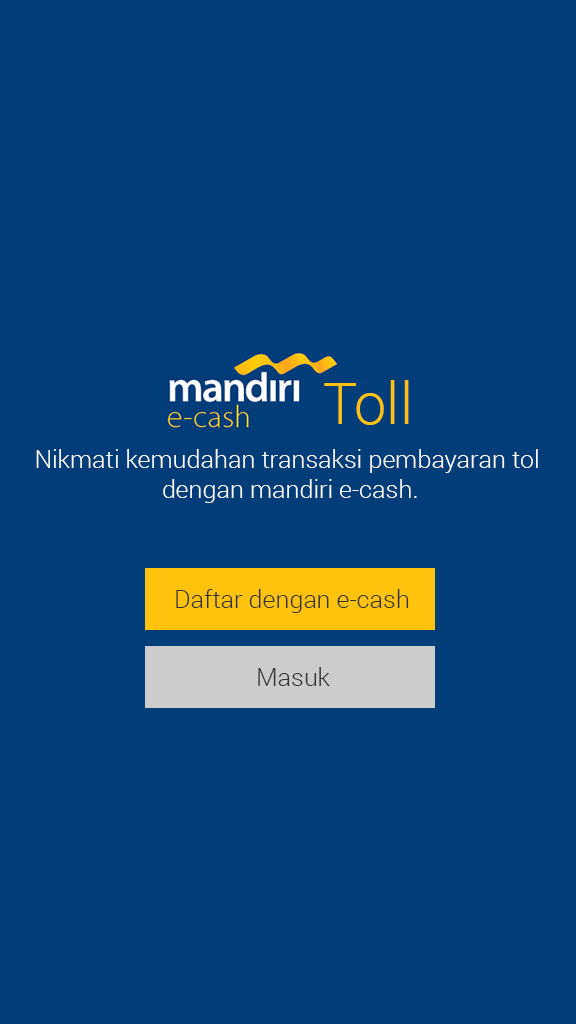 mandiri
e-cash Toll
Nikmati kemudahan transaksi pembayaran tol
dengan mandiri e-cash.
Daftar dengan e-cash
Masuk